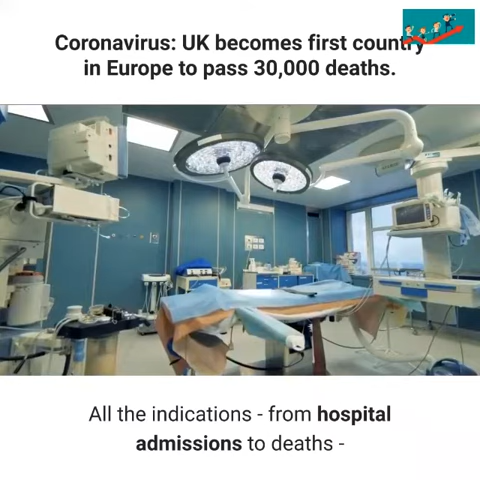 Coronavirus: UK becomes first country
in Europe to pass 30,000 deaths.
All the indications - from hospital
admissions to deaths -